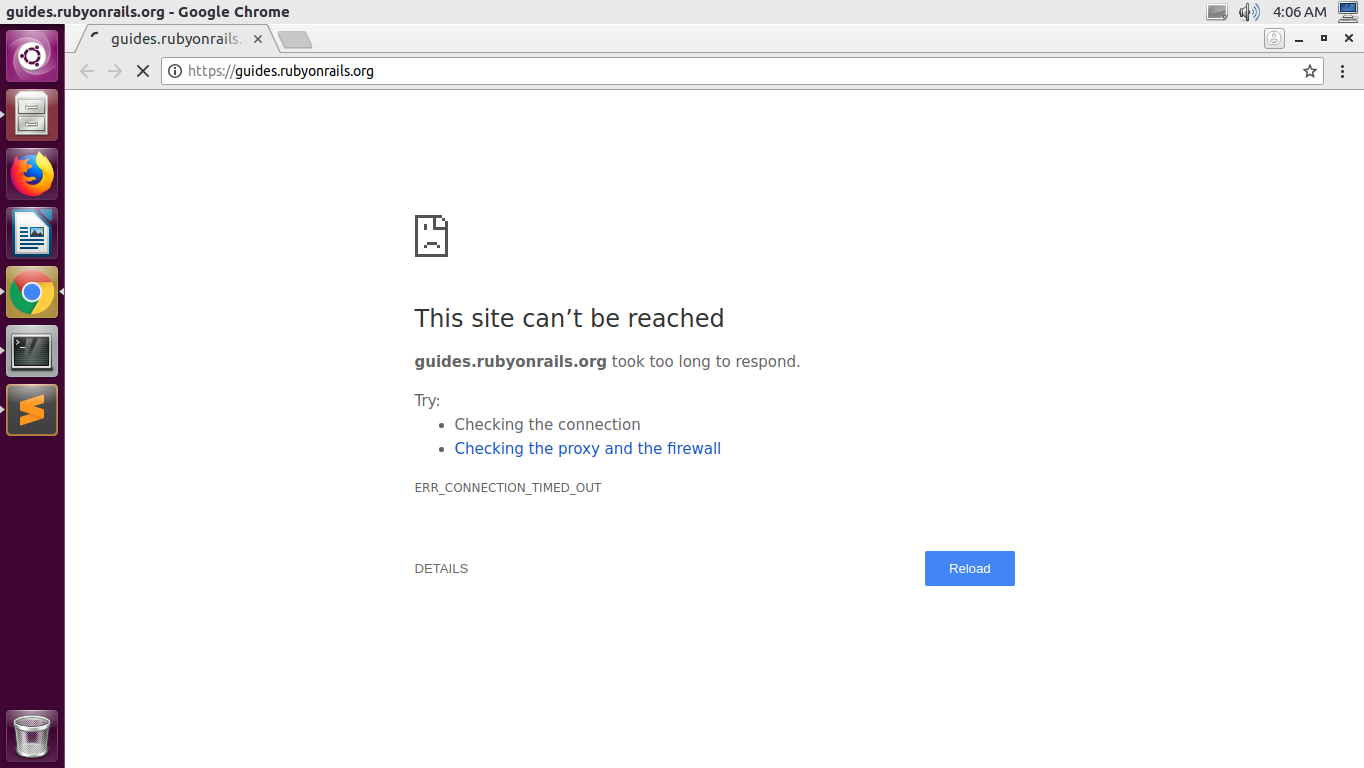 guides.rubyonrails.org - Google Chrome
4:06 AM
guides.rubyonrails.
https://guides.rubyonrails.org
This site can’t be reached
guides.rubyonrails.org took too long to respond.
Try:
• Checking the connection
• Checking the proxy and the firewall
ERR_CONNECTION_TIMED_OUT
DETAILS
Reload